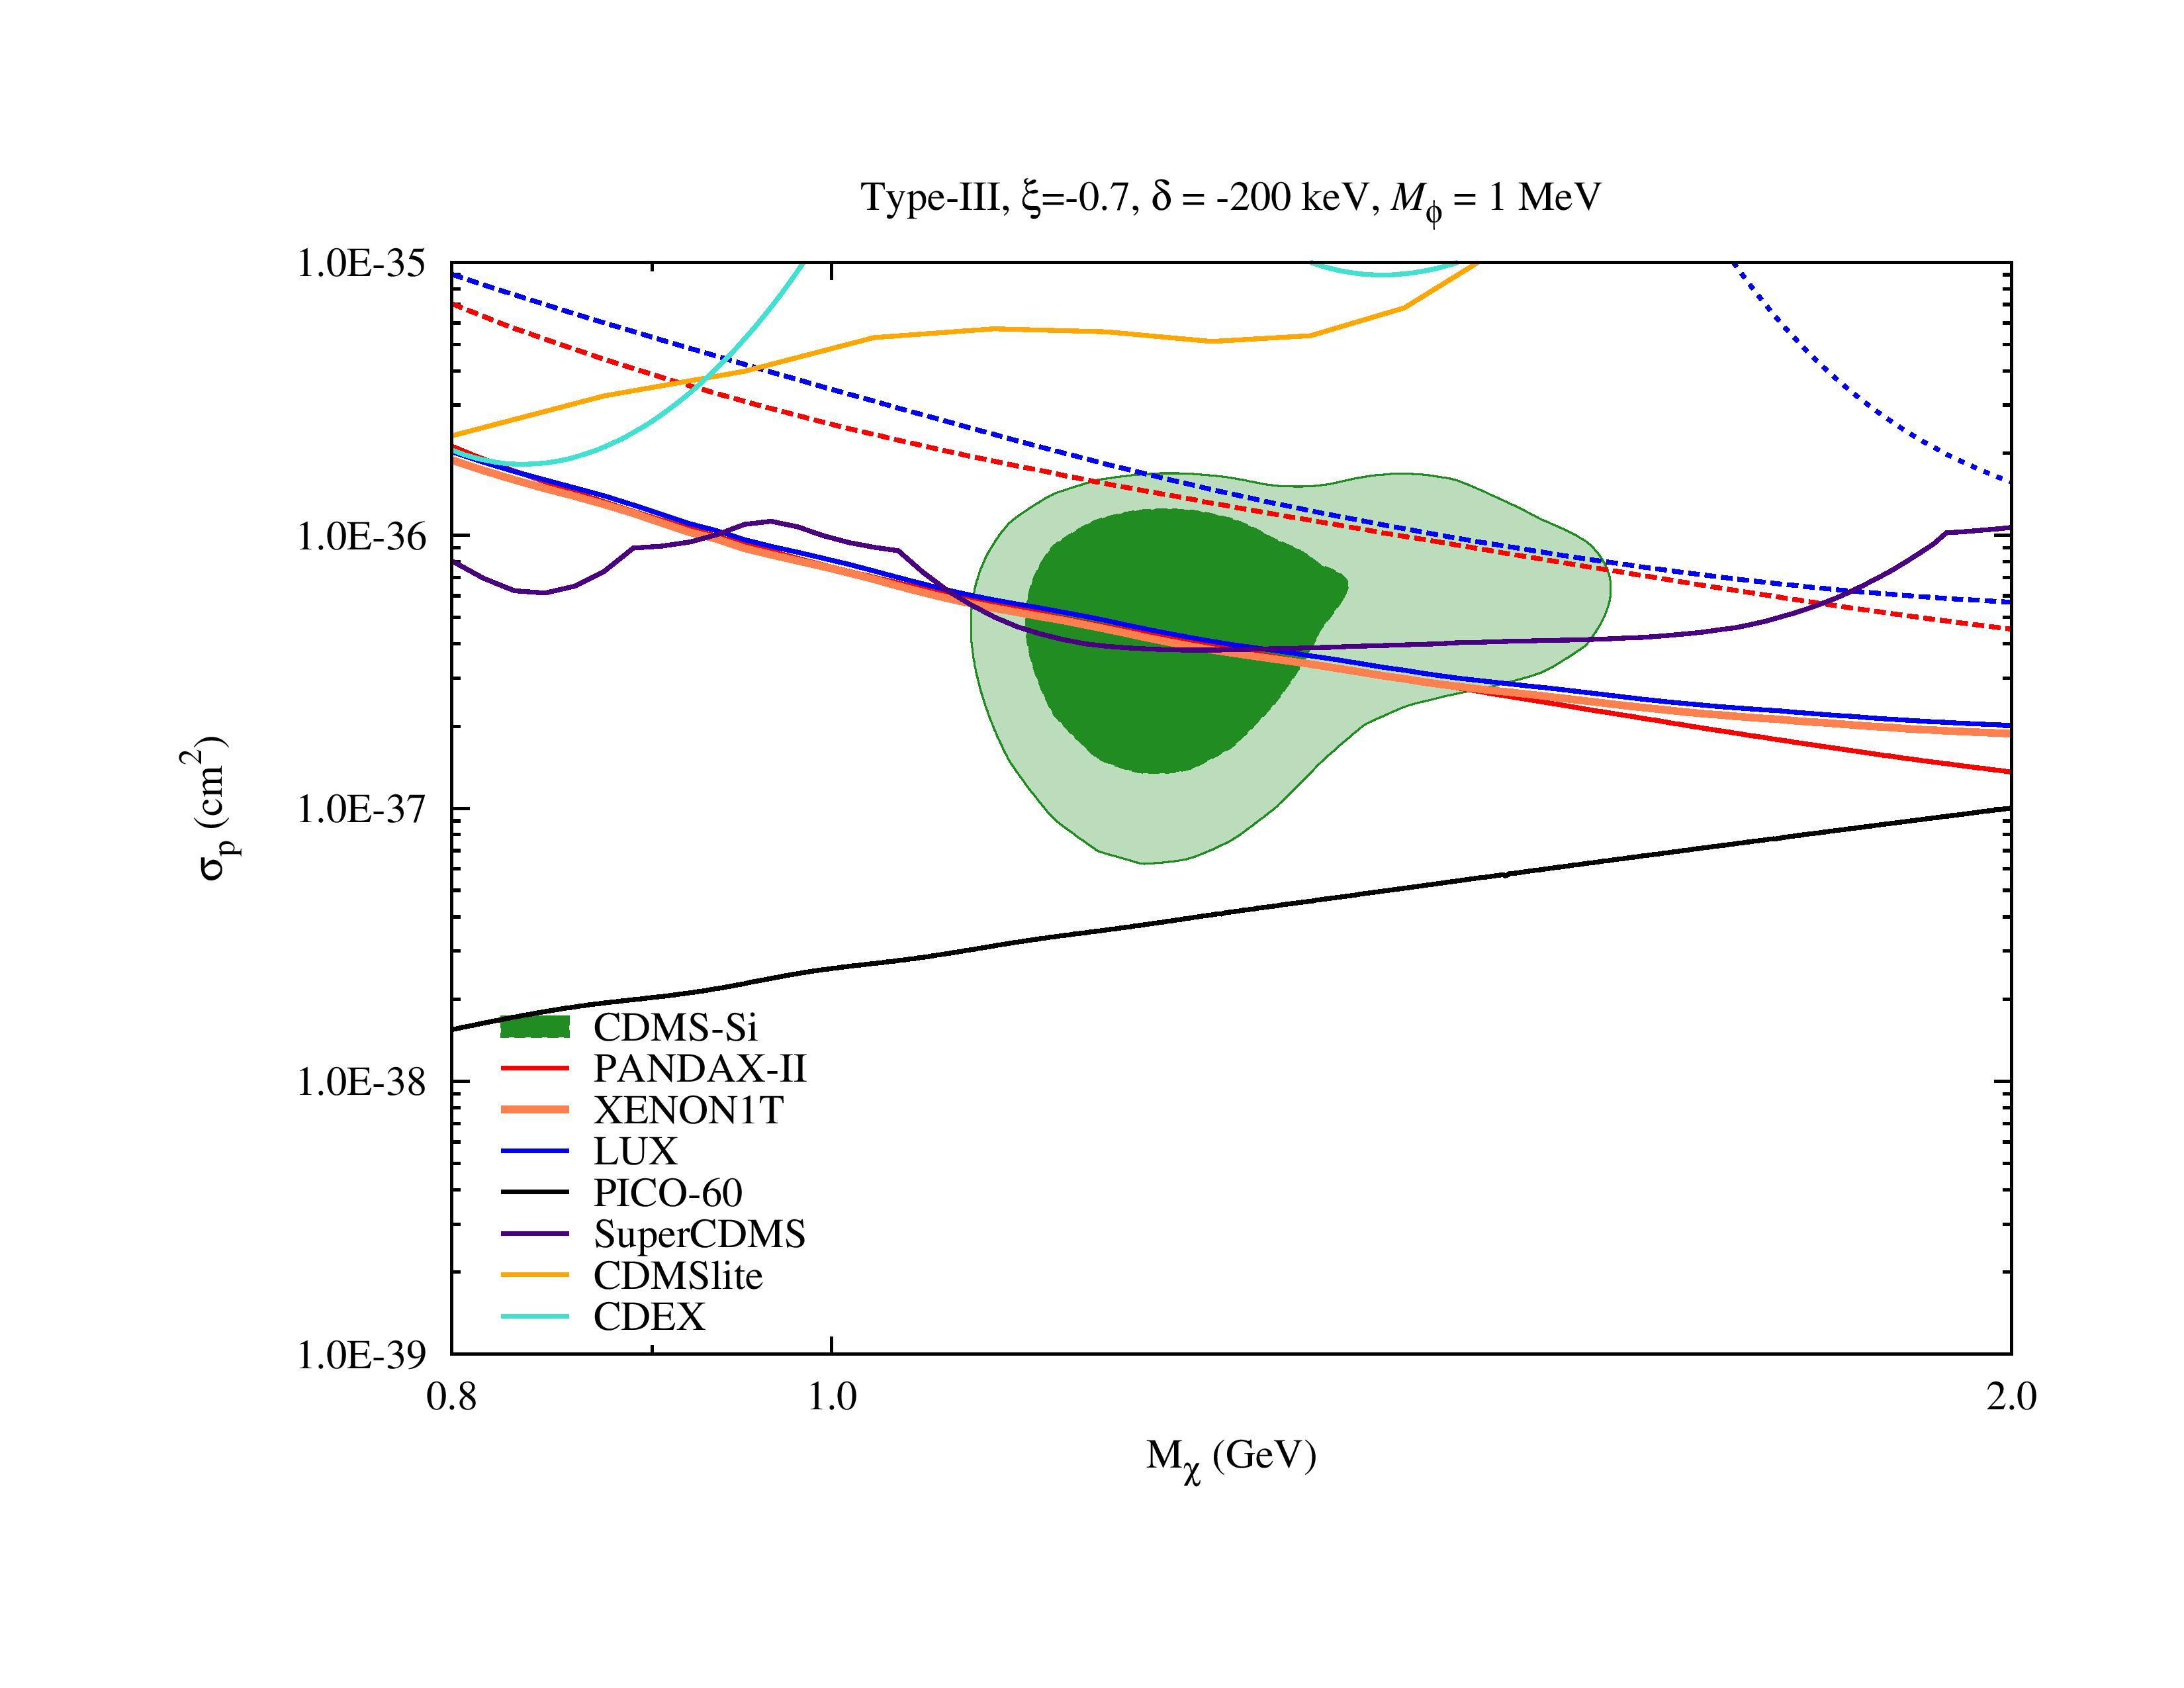 Type-III, ξ=-0.7, δ = -200 keV, Mϕ = 1 MeV
1.0E-35
1.0E-36
1.0E-37
1.0E-38
1.0E-39
σp (cm2)
CDMS-Si
PANDAX-II
XENON1T
LUX
PICO-60
SuperCDMS
CDMSlite
CDEX
0.8 1.0 2.0
Mχ (GeV)